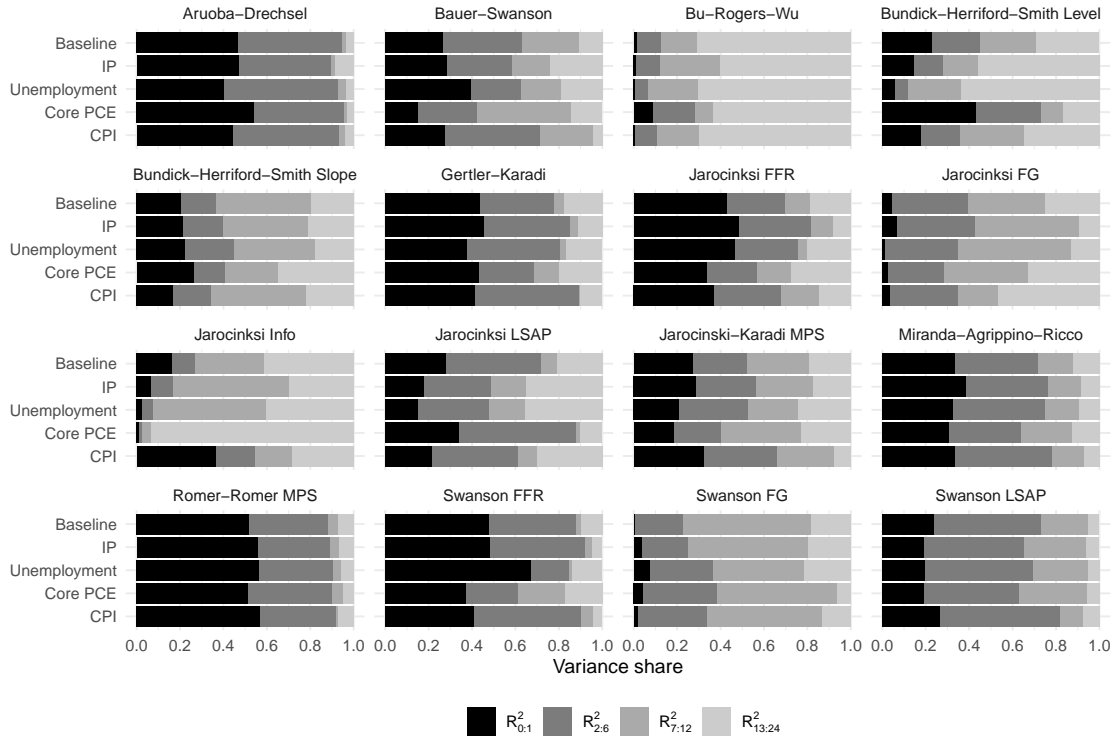 Aruoba−Drechsel
Bauer−Swanson
Bu−Rogers−Wu
Bundick−Herriford−Smith Level
Baseline
IP
Unemployment
Core PCE
CPI
Bundick−Herriford−Smith Slope
Gertler−Karadi
Jarocinksi FFR
Jarocinksi FG
Baseline
IP
Unemployment
Core PCE
CPI
Jarocinksi Info
Jarocinksi LSAP
Jarocinski−Karadi MPS
Miranda−Agrippino−Ricco
Baseline
IP
Unemployment
Core PCE
CPI
Romer−Romer MPS
Swanson FFR
Swanson FG
Swanson LSAP
Baseline
IP
Unemployment
Core PCE
CPI
0.0 0.2 0.4 0.6 0.8 1.0 0.0 0.2 0.4 0.6 0.8 1.0 0.0 0.2 0.4 0.6 0.8 1.0 0.0 0.2 0.4 0.6 0.8 1.0
Variance share
R²0:1 R²2:6 R²7:12 R²13:24